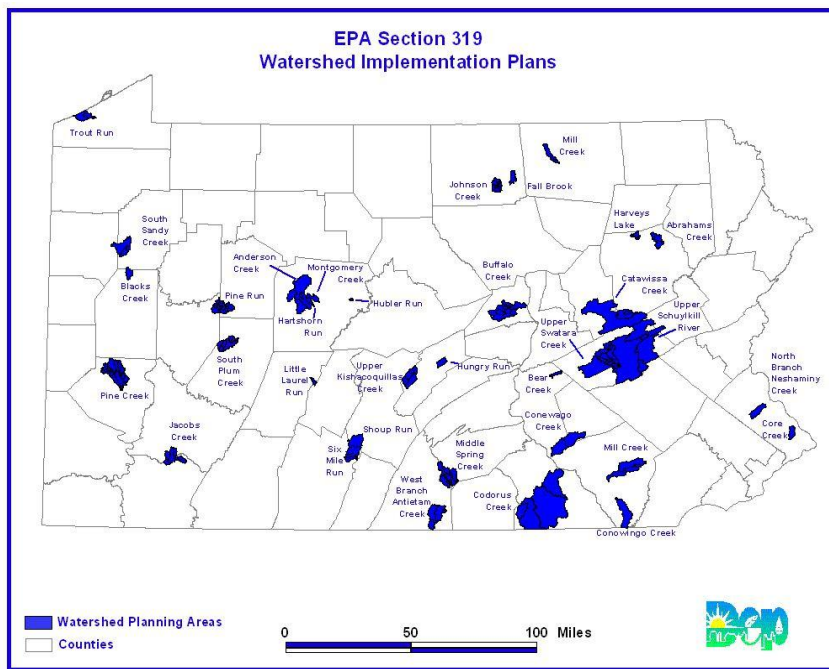 EPA Section 319
Watershed Implementation Plans
Trout Run
Mill
Creek
Johnson
Creek
Fall Brook
South
Sandy
Creek
Harveys
Lake
Abrahams
Creek
Anderson
Creek
Montgomery
Creek
Buffalo
Creek
Catawissa
Creek
Blacks
Creek
Pine Run
Hubler Run
Hartshorn
Run
Upper
Schuylkill
River
Upper
Swatara
Creek
South
Plum
Creek
Little
Laurel
Run
Upper
Kishacoquillas
Creek
Hungry Run
Bear
Creek
North
Branch
Neshaminy
Creek
Pine Creek
Core
Creek
Jacobs
Creek
Shoup Run
Six
Mile
Run
Middle
Spring
Creek
Conewago
Creek
Mill Creek
West
Branch
Antietam
Creek
Codorus
Creek
Conowingo Creek
Watershed Planning Areas
Counties
0 50 100 Miles
Dep